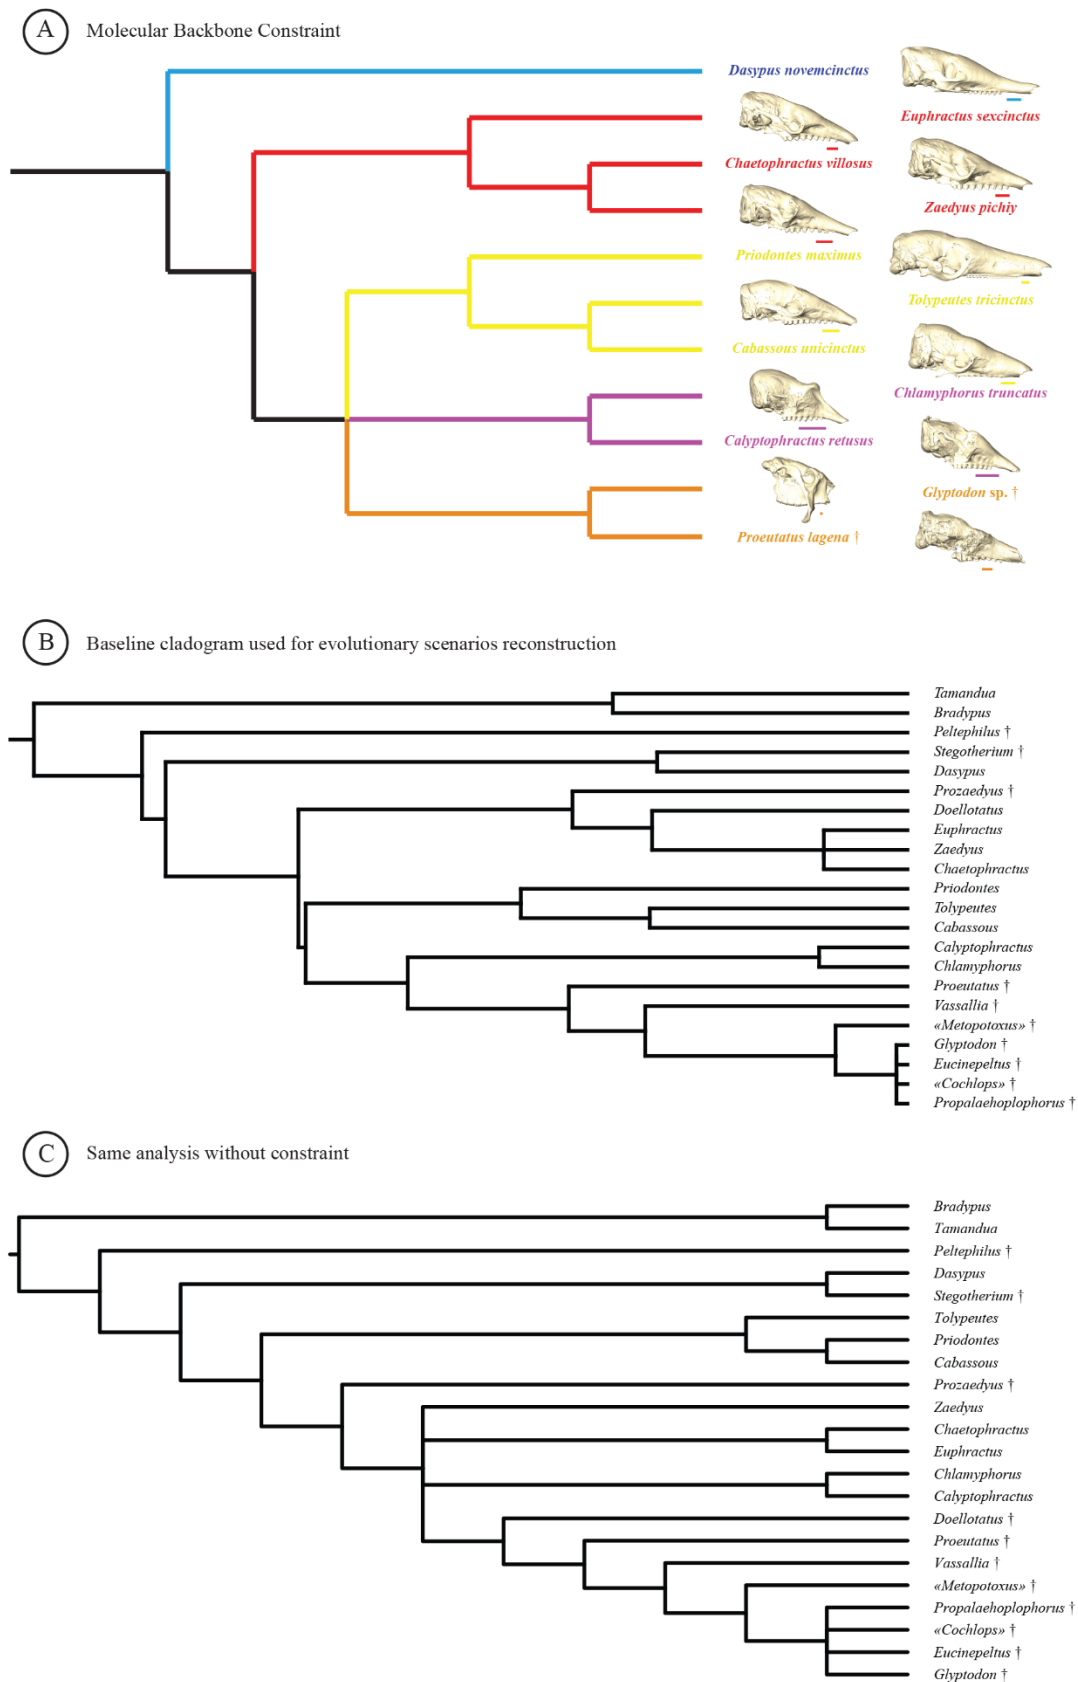 A
Molecular Backbone Constraint
Dasypus novemcinctus
Euphractus sexcinctus
Chaetophractus villosus
Zaedyus pichiy
Priodontes maximus
Tolypeutes tricinctus
Cabassous unicinctus
Chlamyphorus truncatus
Calyptophractus retusus
Glyptodon sp. †
Proeutatus lagena †
B
Baseline cladogram used for evolutionary scenarios reconstruction
Tamandua
Bradypus
Peltephilus †
Stegotherium †
Dasypus
Prozaedyus †
Doellotatus
Euphractus
Zaedyus
Chaetophractus
Priodontes
Tolypeutes
Cabassous
Calyptophractus
Chlamyphorus
Proeutatus †
Vassallia †
«Metopotoxus» †
Glyptodon †
Eucinepeltus †
«Cochlops» †
Propalaehoplophorus †
C
Same analysis without constraint
Bradypus
Tamandua
Peltephilus †
Dasypus
Stegotherium †
Tolypeutes
Priodontes
Cabassous
Prozaedyus †
Zaedyus
Chaetophractus
Euphractus
Chlamyphorus
Calyptophractus
Doellotatus †
Proeutatus †
Vassallia †
«Metopotoxus» †
Propalaehoplophorus †
«Cochlops» †
Eucinepeltus †
Glyptodon †